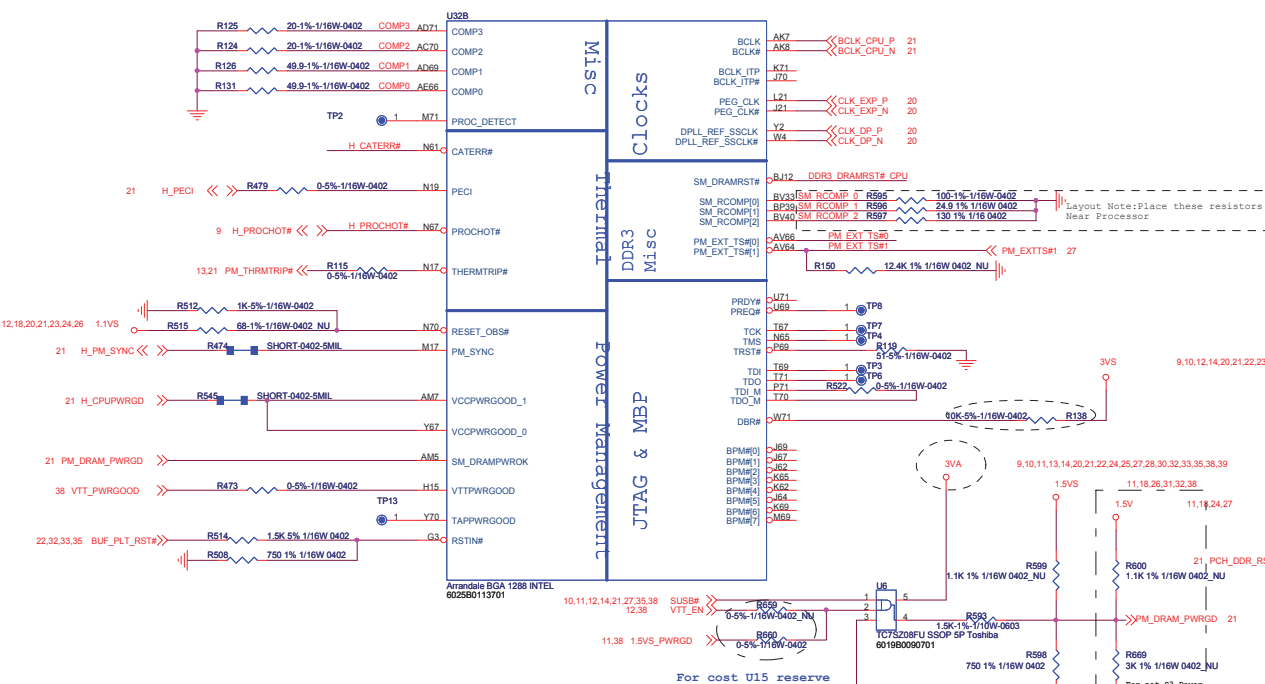 U32B
R125 20-1%-1/16W-0402 COMP3 AD71 COMP3
R124 20-1%-1/16W-0402 COMP2 AC70 COMP2
R126 49.9-1%-1/16W-0402 COMP1 AD69 COMP1
R131 49.9-1%-1/16W-0402 COMP0 AE66 COMP0
TP2 1 M71 PROC_DETECT
H_CATERR# N61 CATERR#
21 H_PECI R479 0-5%-1/16W-0402 N19 PECI
9 H_PROCHOT# H_PROCHOT# N67 PROCHOT#
13,21 PM_THRMTRIP# R115 0-5%-1/16W-0402 N17 THERMTRIP#
R512 1K-5%-1/16W-0402
12,18,20,21,23,24,26 1.1VS R515 68-1%-1/16W-0402_NU N70 RESET_OBS#
21 H_PM_SYNC R474 SHORT-0402-5MIL M17 PM_SYNC
21 H_CPUPWRGD R545 SHORT-0402-5MIL AM7 VCCPWRGOOD_1
Y67 VCCPWRGOOD_0
21 PM_DRAM_PWRGD AM5 SM_DRAMPWROK
38 VTT_PWRGOOD R473 0-5%-1/16W-0402 H15 VTTPWRGOOD
TP13 1 Y70 TAPPWRGOOD
22,32,33,35 BUF_PLT_RST# R514 1.5K 5% 1/16W 0402 G3 RSTIN#
R508 750 1% 1/16W 0402
Misc
Thermal
Power Management
Clocks
DDR3
Misc
JTAG & MBP
Arrandale BGA 1288 INTEL
6025B0113701
BCLK AK7 BCLK_CPU_P 21
BCLK# AK8 BCLK_CPU_N 21
BCLK_ITP K71
BCLK_ITP# J70
PEG_CLK L21 CLK_EXP_P 20
PEG_CLK# J21 CLK_EXP_N 20
DPLL_REF_SSCLK Y2 CLK_DP_P 20
DPLL_REF_SSCLK# W4 CLK_DP_N 20
SM_DRAMRST# BJ12 DDR3_DRAMRST#_CPU
SM_RCOMP[0] BV33 SM_RCOMP_0 R595 100-1%-1/16W-0402
SM_RCOMP[1] BP39 SM_RCOMP_1 R596 24.9 1% 1/16W 0402
SM_RCOMP[2] BV40 SM_RCOMP_2 R597 130 1% 1/16 0402
Layout Note:Place these resistors
Near Processor
PM_EXT_TS#[0] AV66 PM_EXT_TS#0
PM_EXT_TS#[1] AV64 PM_EXT_TS#1 PM_EXTTS#1 27
R150 12.4K 1% 1/16W 0402_NU
PRDY# U71
PREQ# U69 1 TP8
TCK T67 1 TP7
TMS N65 1 TP4
TRST# P69 R119 51-5%-1/16W-0402
TDI T69 1 TP3
TDO T71 1 TP6
TDI_M P71 R522 0-5%-1/16W-0402
TDO_M T70
DBR# W71 10K-5%-1/16W-0402 R138
3VS 9,10,12,14,20,21,22,23
BPM#[0] J69
BPM#[1] J67
BPM#[2] J62
BPM#[3] K65
BPM#[4] K62
BPM#[5] J64
BPM#[6] K69
BPM#[7] M69
3VA 9,10,11,13,14,20,21,22,24,25,27,28,30,32,33,35,38,39
1.5VS 11,18,26,31,32,38
1.5V 11,18,24,27
R599 1.1K 1% 1/16W 0402_NU
R600 1.1K 1% 1/16W 0402_NU
21
U6
10,11,12,14,21,27,35,38 SUSB# 1 5
12,38 VTT_EN R659 0-5%-1/16W-0402_NU 2
3 4 R593 1.5K-1%-1/10W-0603 PM_DRAM_PWRGD 21
11,38 1.5VS_PWRGD R660 0-5%-1/16W-0402
TC7SZ08FU SSOP 5P Toshiba
6019B0090701
R598 750 1% 1/16W 0402
R669 3K 1% 1/16W 0402_NU
For cost U15 reserve